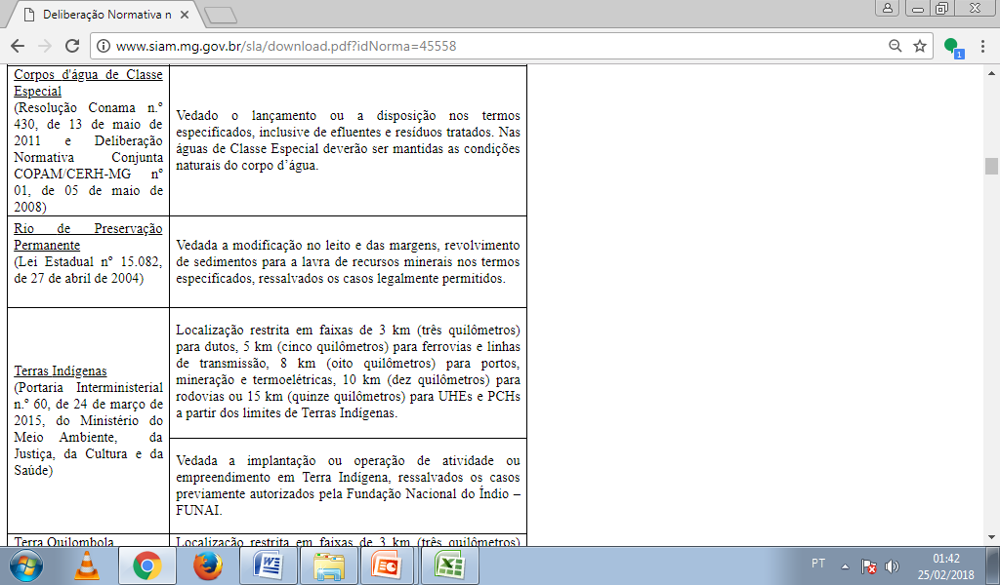 Deliberação Normativa n
www.siam.mg.gov.br/sla/download.pdf?idNorma=45558
1
Corpos d'água de Classe
Especial
(Resolução Conama n.º
430, de 13 de maio de
2011 e Deliberação
Normativa Conjunta
COPAM/CERH-MG nº
01, de 05 de maio de
2008)
Vedado o lançamento ou a disposição nos termos
especificados, inclusive de efluentes e resíduos tratados. Nas
águas de Classe Especial deverão ser mantidas as condições
naturais do corpo d’água.
Rio de Preservação
Permanente
(Lei Estadual nº 15.082,
de 27 de abril de 2004)
Vedada a modificação no leito e das margens, revolvimento
de sedimentos para a lavra de recursos minerais nos termos
especificados, ressalvados os casos legalmente permitidos.
Terras Indígenas
(Portaria Interministerial
n.º 60, de 24 de março de
2015, do Ministério do
Meio Ambiente, da
Justiça, da Cultura e da
Saúde)
Localização restrita em faixas de 3 km (três quilômetros)
para dutos, 5 km (cinco quilômetros) para ferrovias e linhas
de transmissão, 8 km (oito quilômetros) para portos,
mineração e termoelétricas, 10 km (dez quilômetros) para
rodovias ou 15 km (quinze quilômetros) para UHEs e PCHs
a partir dos limites de Terras Indígenas.
Vedada a implantação ou operação de atividade ou
empreendimento em Terra Indígena, ressalvados os casos
previamente autorizados pela Fundação Nacional do Índio –
FUNAI.
Terra Quilombola
Localização restrita em faixas de 3 km (três quilômetros)
PT
01:42
25/02/2018